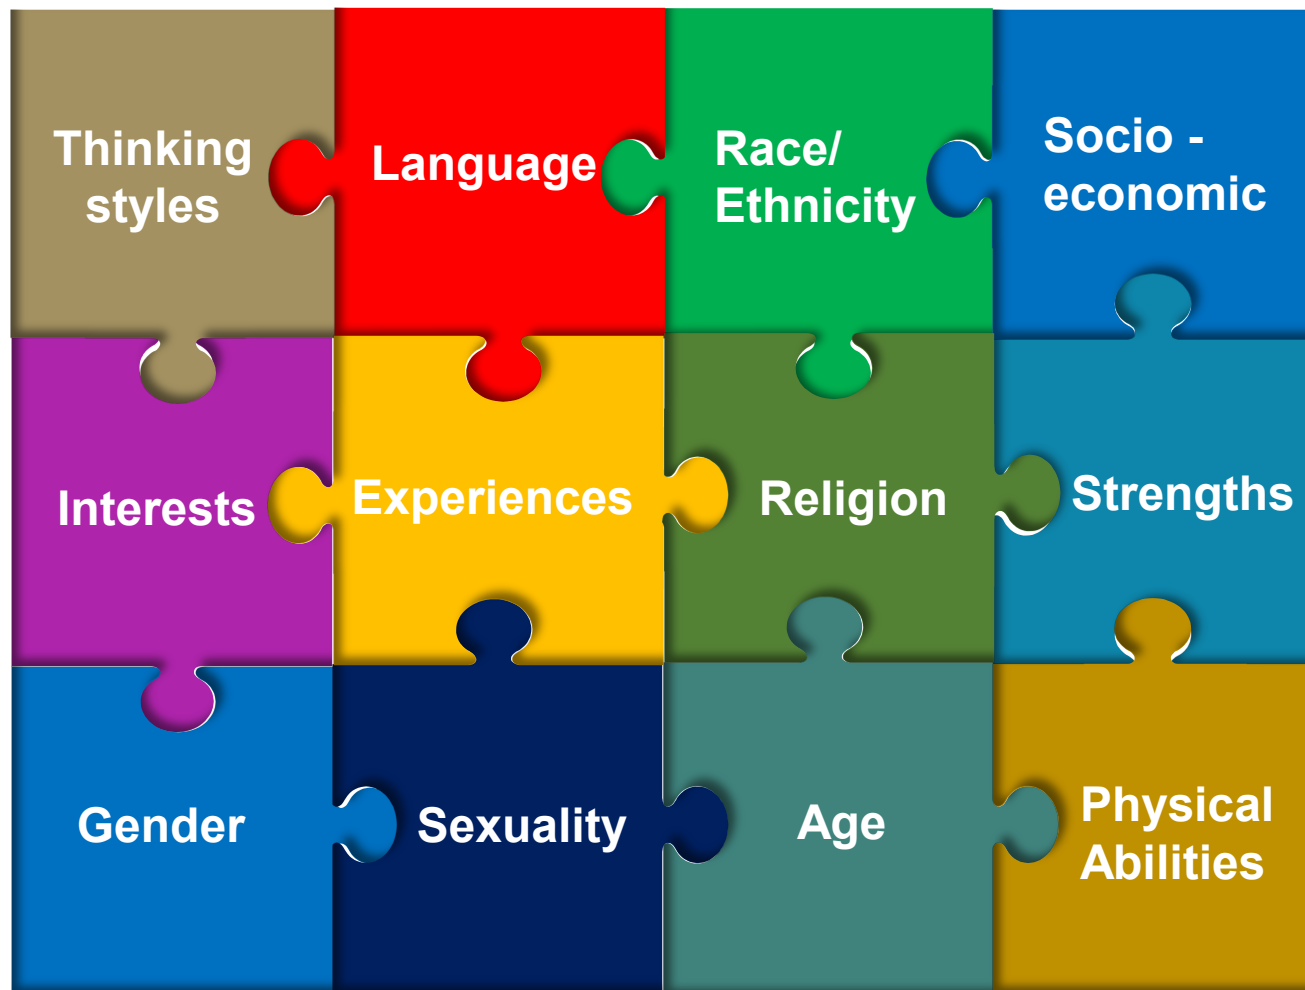 Thinking
styles
Language
Race/
Ethnicity
Socio -
economic
Interests
Experiences
Religion
Strengths
Gender
Sexuality
Age
Physical
Abilities